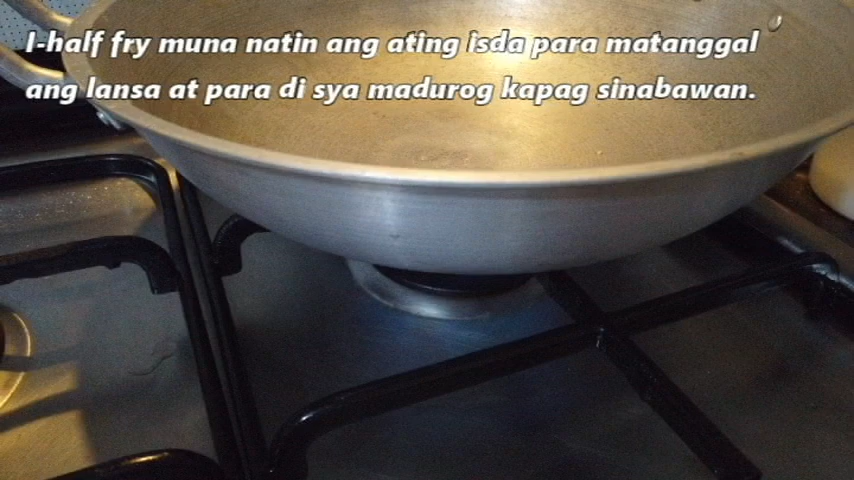 I-half fry muna natin ang ating isda para matanggal
ang lansa at para di sya madurog kapag sinabawan.